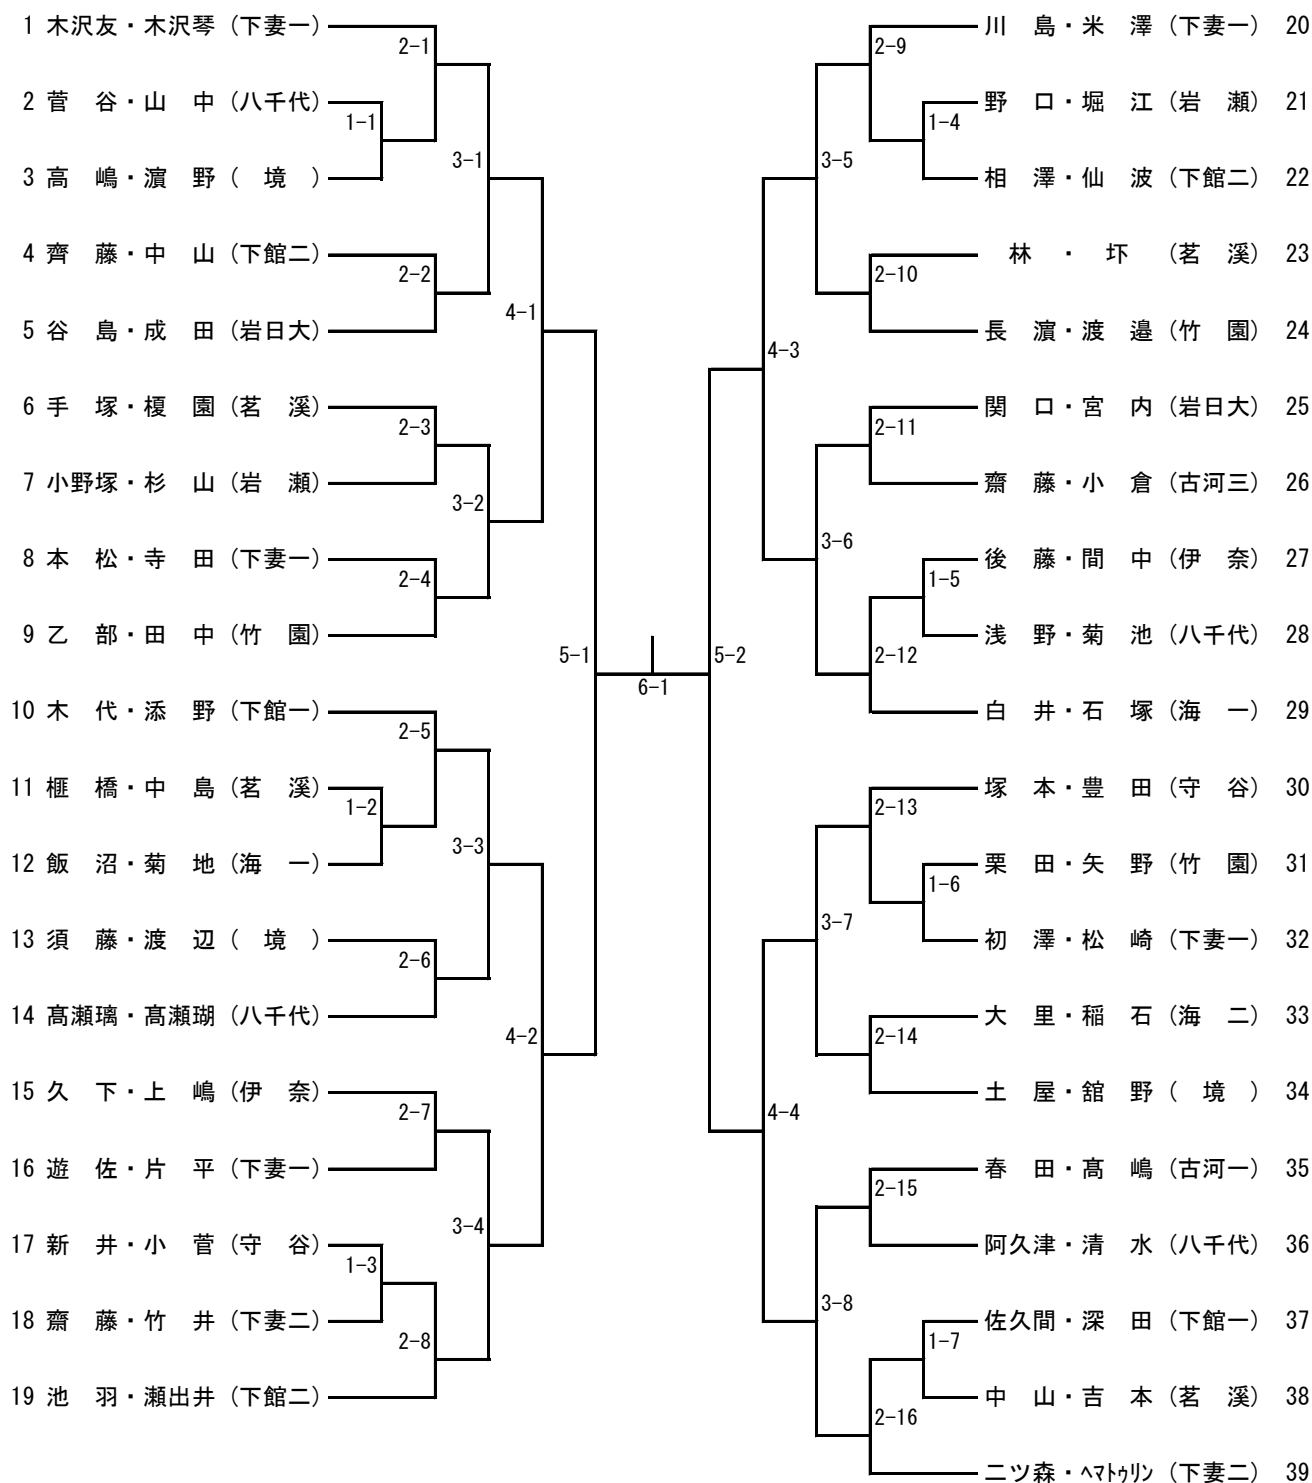 1 木沢友・木沢琴 (下妻一)
2 菅　谷・山　中 (八千代)
3 高　嶋・濵　野 (　境　)
4 齊　藤・中　山 (下館二)
5 谷　島・成　田 (岩日大)
6 手　塚・榎　園 (茗　溪)
7 小野塚・杉　山 (岩　瀬)
8 本　松・寺　田 (下妻一)
9 乙　部・田　中 (竹　園)
10 木　代・添　野 (下館一)
11 榧　橋・中　島 (茗　溪)
12 飯　沼・菊　地 (海　一)
13 須　藤・渡　辺 (　境　)
14 髙瀬璃・髙瀬瑚 (八千代)
15 久　下・上　嶋 (伊　奈)
16 遊　佐・片　平 (下妻一)
17 新　井・小　菅 (守　谷)
18 齋　藤・竹　井 (下妻二)
19 池　羽・瀬出井 (下館二)
2-1
1-1
3-1
2-2
4-1
2-3
3-2
2-4
5-1
2-5
1-2
3-3
2-6
4-2
2-7
3-4
1-3
2-8
6-1
5-2
2-9
1-4
3-5
2-10
4-3
2-11
3-6
1-5
2-12
2-13
1-6
3-7
2-14
4-4
2-15
3-8
1-7
2-16
川　島・米　澤 (下妻一) 20
野　口・堀　江 (岩　瀬) 21
相　澤・仙　波 (下館二) 22
林　・　圷 (茗　溪) 23
長　濵・渡　邉 (竹　園) 24
関　口・宮　内 (岩日大) 25
齋　藤・小　倉 (古河三) 26
後　藤・間　中 (伊　奈) 27
浅　野・菊　池 (八千代) 28
白　井・石　塚 (海　一) 29
塚　本・豊　田 (守　谷) 30
栗　田・矢　野 (竹　園) 31
初　澤・松　崎 (下妻一) 32
大　里・稲　石 (海　二) 33
土　屋・舘　野 (　境　) 34
春　田・髙　嶋 (古河一) 35
阿久津・清　水 (八千代) 36
佐久間・深　田 (下館一) 37
中　山・吉　本 (茗　溪) 38
二ツ森・ﾍﾏﾄｩﾘﾝ (下妻二) 39